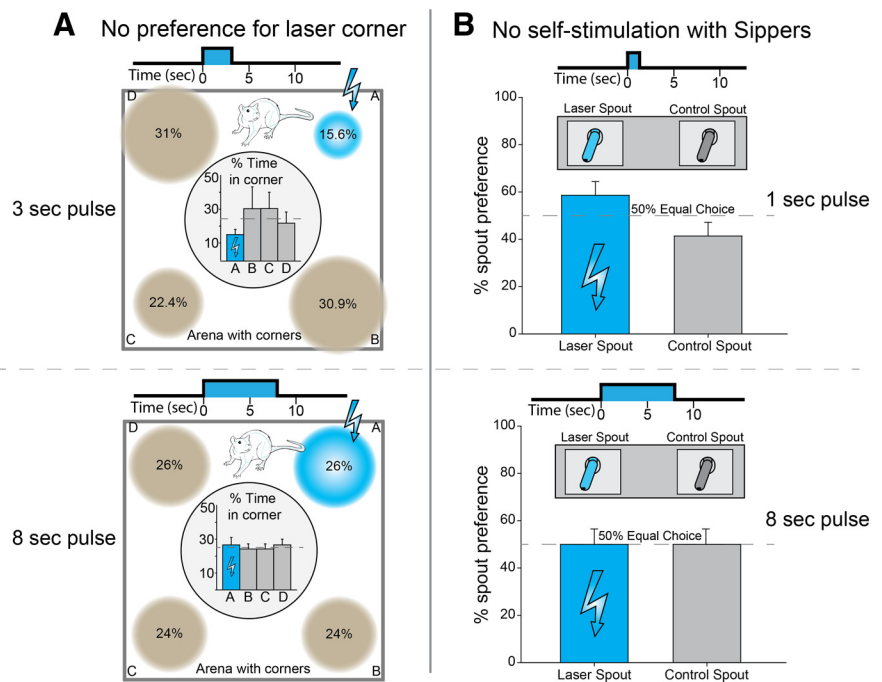 A No preference for laser corner
Time (sec) 0 5 10
D
A
31%
15.6%
% Time
in corner
50
30
10
A B C D
3 sec pulse
22.4%
30.9%
C
Arena with corners
B
Time (sec) 0 5 10
D
A
26%
26%
% Time
in corner
50
30
10
A B C D
8 sec pulse
24%
24%
C
Arena with corners
B
B No self-stimulation with Sippers
Time (sec) 0 5 10
100
80
60
40
20
0
% spout preference
Laser Spout
Control Spout
50% Equal Choice
1 sec pulse
Laser Spout
Control Spout
Time (sec) 0 5 10
100
80
60
40
20
0
% spout preference
Laser Spout
Control Spout
50% Equal Choice
8 sec pulse
Laser Spout
Control Spout